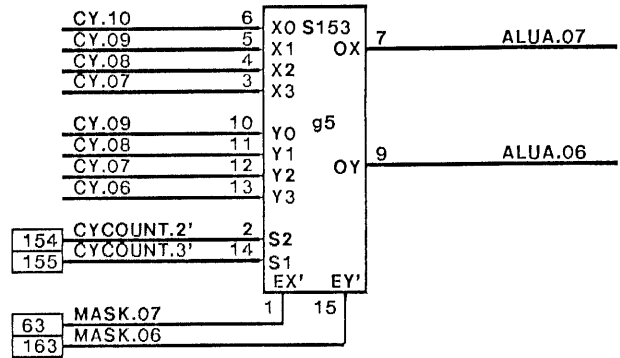 CY.10 6 X0 S153
CY.09 5 X1 OX 7 ALUA.07
CY.08 4 X2
CY.07 3 X3
CY.09 10 Y0 g5
CY.08 11 Y1
CY.07 12 Y2 OY 9 ALUA.06
CY.06 13 Y3
154 CYCOUNT.2' 2 S2
155 CYCOUNT.3' 14 S1
EX' EY'
1 15
63 MASK.07
163 MASK.06